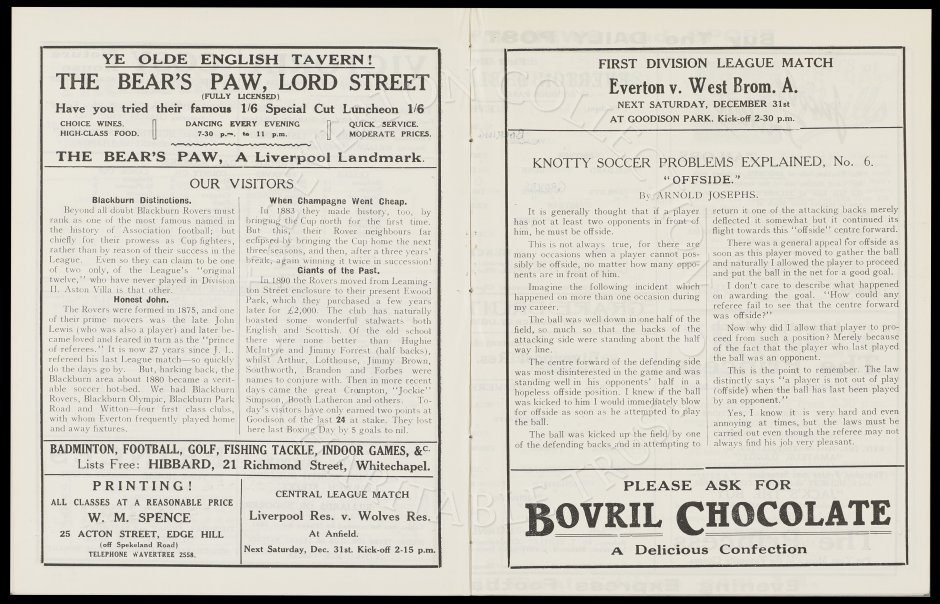 YE OLDE ENGLISH TAVERN!
THE BEAR'S PAW, LORD STREET
(FULLY LICENSED)
Have you tried their famous 1/6 Special Cut Luncheon 1/6
CHOICE WINES.
HIGH-CLASS FOOD.
DANCING EVERY EVENING
7-30 p.m. to 11 p.m.
QUICK SERVICE.
MODERATE PRICES.
THE BEAR'S PAW, A Liverpool Landmark.
OUR VISITORS
Blackburn Distinctions.
Beyond all doubt Blackburn Rovers must
rank as one of the most famous named in
the history of Association football; but
chiefly for their prowess as Cup fighters,
rather than by reason of their success in the
League. Even so they can claim to be one
of two only, of the League's "original
twelve," who have never played in Division
II. Aston Villa is that other.
Honest John.
The Rovers were formed in 1875, and one
of their prime movers was the late John
Lewis (who was also a player) and later be-
came loved and feared in turn as the "prince
of referees." It is now 27 years since J. L.
refereed his last League match—so quickly
do the days go by. But, harking back, the
Blackburn area about 1880 became a verit-
able soccer hot-bed. We had Blackburn
Rovers, Blackburn Olympic, Blackburn Park
Road and Witton—four first class clubs,
with whom Everton frequently played home
and away fixtures.
When Champagne Went Cheap.
In 1883 they made history, too, by
bringing the Cup north for the first time.
But this, their Rover neighbours far
eclipsed by bringing the Cup home the next
three seasons, and then, after a three years'
break, again winning it twice in succession!
Giants of the Past.
In 1890 the Rovers moved from Leaming-
ton Street enclosure to their present Ewood
Park, which they purchased a few years
later for £2,000. The club has naturally
boasted some wonderful stalwarts both
English and Scottish. Of the old school
there were none better than Hughie
McIntyre and Jimmy Forrest (half backs),
whilst Arthur, Lofthouse, Jimmy Brown,
Southworth, Brandon and Forbes were
names to conjure with. Then in more recent
days came the great Crompton, "Jockie"
Simpson, Booth Latheron and others. To-
day's visitors have only earned two points at
Goodison of the last 24 at stake. They lost
here last Boxing Day by 5 goals to nil.
BADMINTON, FOOTBALL, GOLF, FISHING TACKLE, INDOOR GAMES, &c.
Lists Free: HIBBARD, 21 Richmond Street, Whitechapel.
PRINTING!
ALL CLASSES AT A REASONABLE PRICE
W. M. SPENCE
25 ACTON STREET, EDGE HILL
(off Spekeland Road)
TELEPHONE WAVERTREE 2558.
CENTRAL LEAGUE MATCH
Liverpool Res. v. Wolves Res.
At Anfield.
Next Saturday, Dec. 31st. Kick-off 2-15 p.m.
FIRST DIVISION LEAGUE MATCH
Everton v. West Brom. A.
NEXT SATURDAY, DECEMBER 31st
AT GOODISON PARK. Kick-off 2-30 p.m.
KNOTTY SOCCER PROBLEMS EXPLAINED, No. 6.
"OFFSIDE."
By ARNOLD JOSEPHS.
It is generally thought that if a player
has not at least two opponents in front of
him, he must be offside.
This is not always true, for there are
many occasions when a player cannot pos-
sibly be offside, no matter how many oppo-
nents are in front of him.
Imagine the following incident which
happened on more than one occasion during
my career.
The ball was well down in one half of the
field, so much so that the backs of the
attacking side were standing about the half
way line.
The centre forward of the defending side
was most disinterested in the game and was
standing well in his opponents' half in a
hopeless offside position. I knew if the ball
was kicked to him I would immediately blow
for offside as soon as he attempted to play
the ball.
The ball was kicked up the field by one
of the defending backs and in attempting to
return it one of the attacking backs merely
deflected it somewhat but it continued its
flight towards this "offside" centre forward.
There was a general appeal for offside as
soon as this player moved to gather the ball
and naturally I allowed the player to proceed
and put the ball in the net for a good goal.
I don't care to describe what happened
on awarding the goal. "How could any
referee fail to see that the centre forward
was offside?"
Now why did I allow that player to pro-
ceed from such a position? Merely because
of the fact that the player who last played
the ball was an opponent.
This is the point to remember. The law
distinctly says "a player is not out of play
(offside) when the ball has last been played
by an opponent."
Yes, I know it is very hard and even
annoying at times, but the laws must be
carried out even though the referee may not
always find his job very pleasant.
PLEASE ASK FOR
BOVRIL CHOCOLATE
A Delicious Confection